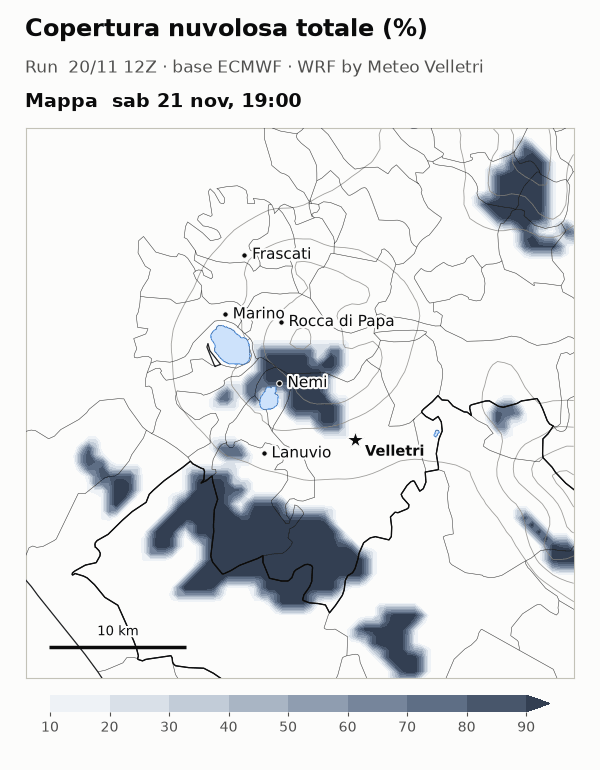 Copertura nuvolosa totale (%)
Run  20/11 12Z · base ECMWF · WRF by Meteo Velletri
Mappa  sab 21 nov, 19:00
Frascati
Marino
Rocca di Papa
Nemi
Velletri
Lanuvio
10 km
10 20 30 40 50 60 70 80 90